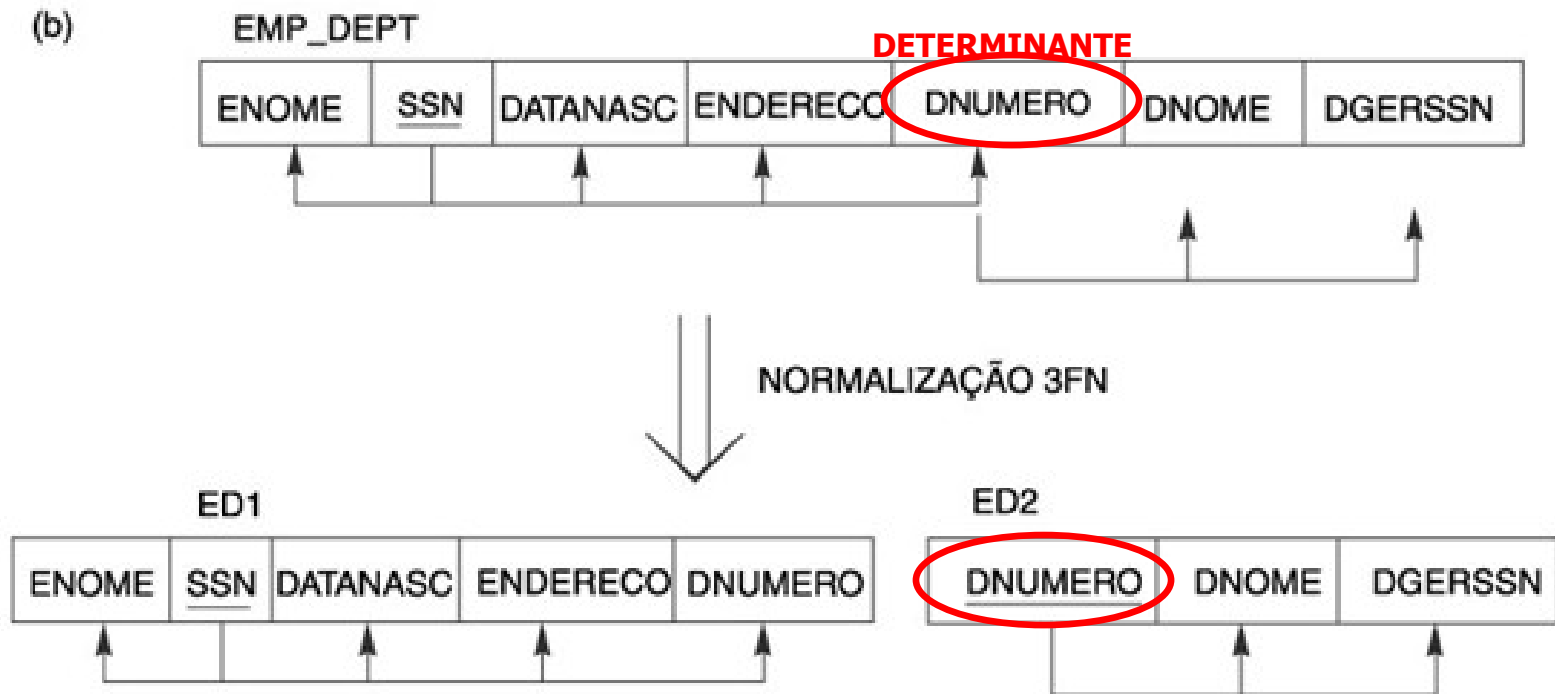 (b)
EMP_DEPT
DETERMINANTE
ENOME SSN DATANASC ENDERECO DNUMERO DNOME DGERSSN
NORMALIZAÇÃO 3FN
ED1
ENOME SSN DATANASC ENDERECO DNUMERO
ED2
DNUMERO DNOME DGERSSN